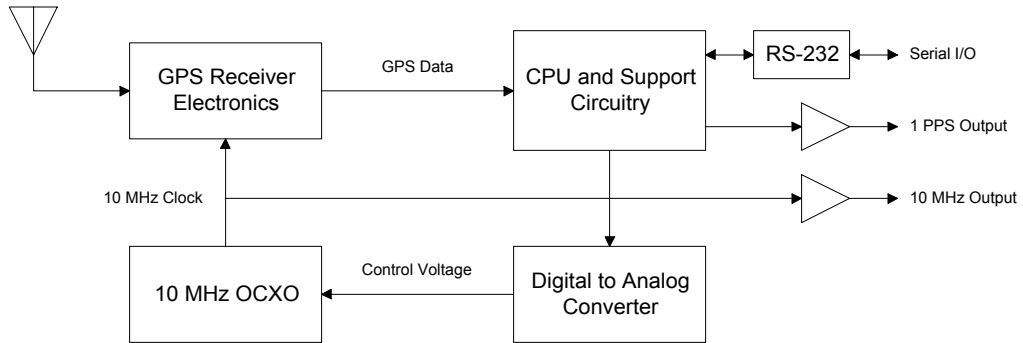 GPS Receiver
Electronics
GPS Data
CPU and Support
Circuitry
RS-232
Serial I/O
1 PPS Output
10 MHz Clock
10 MHz Output
10 MHz OCXO
Control Voltage
Digital to Analog
Converter